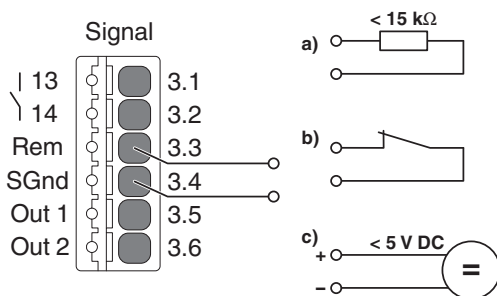 Signal
13 3.1
14 3.2
Rem 3.3
SGnd 3.4
Out 1 3.5
Out 2 3.6
a) < 15 kΩ
b)
c) < 5 V DC
+
=
–